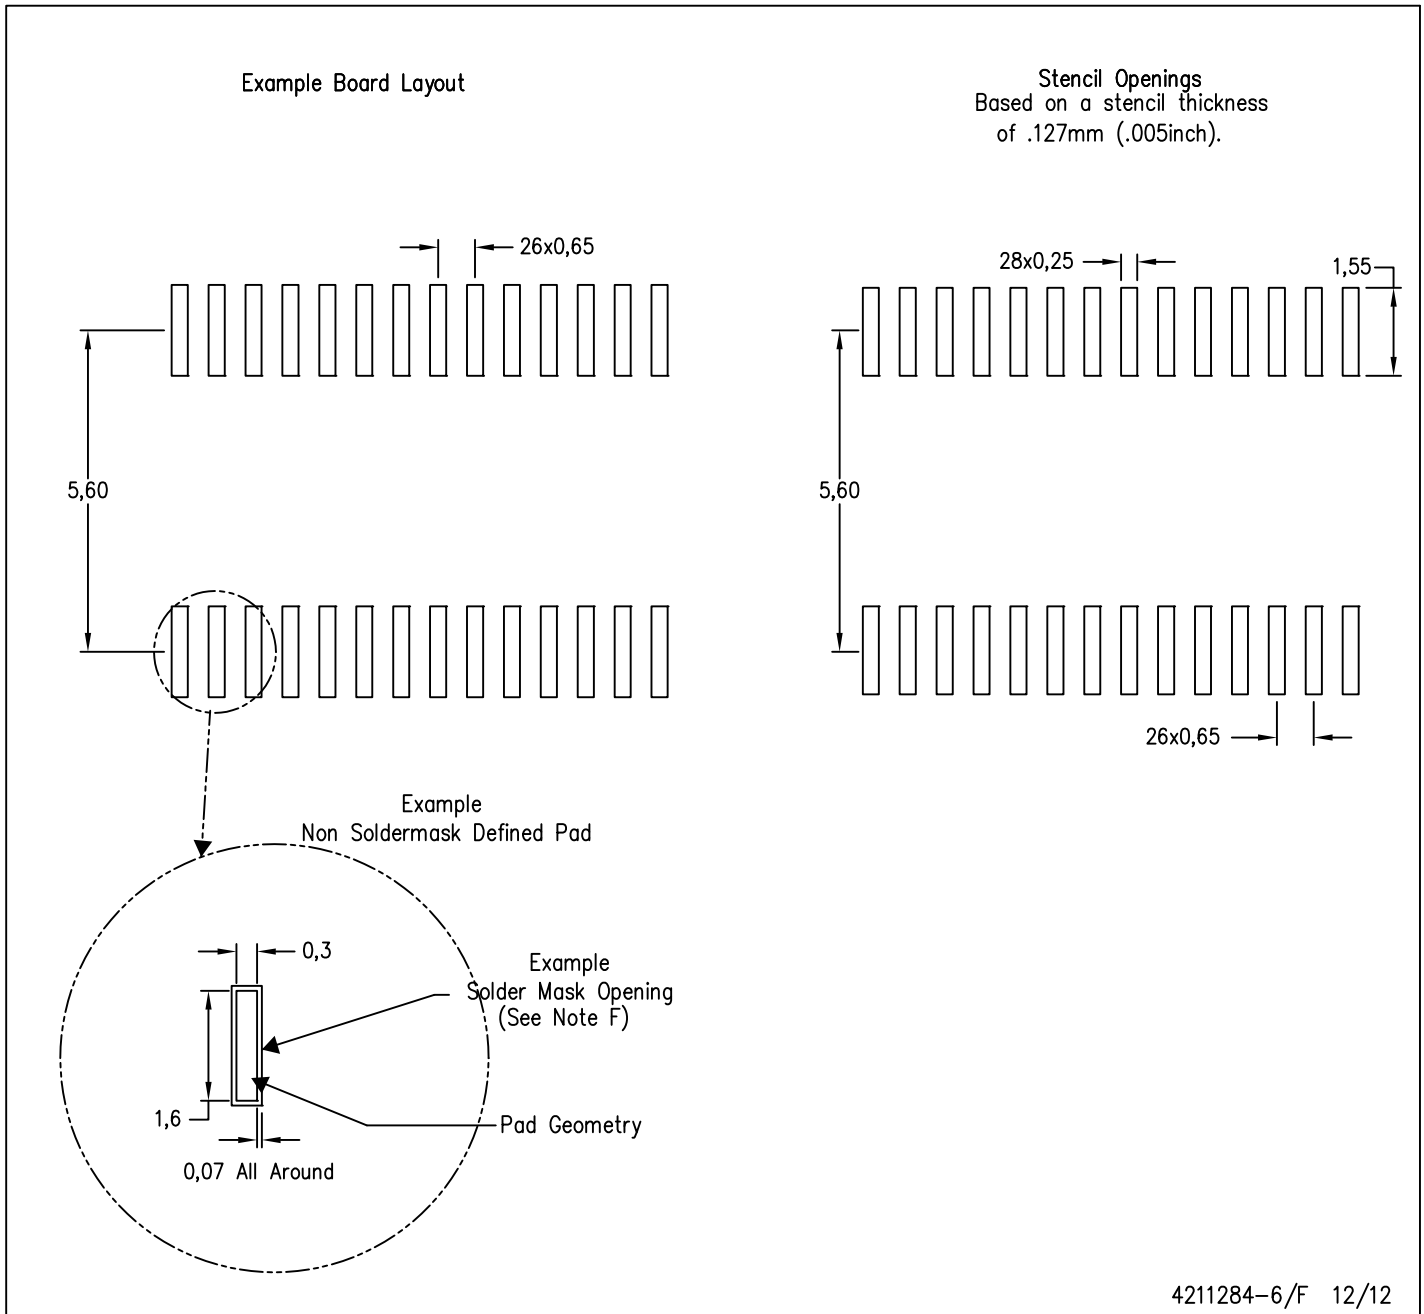 Example Board Layout
Stencil Openings
Based on a stencil thickness
of .127mm (.005inch).
26x0,65
28x0,25
1,55
5,60
5,60
26x0,65
Example
Non Soldermask Defined Pad
0,3
Example
Solder Mask Opening
(See Note F)
1,6
Pad Geometry
0,07 All Around
4211284-6/F 12/12